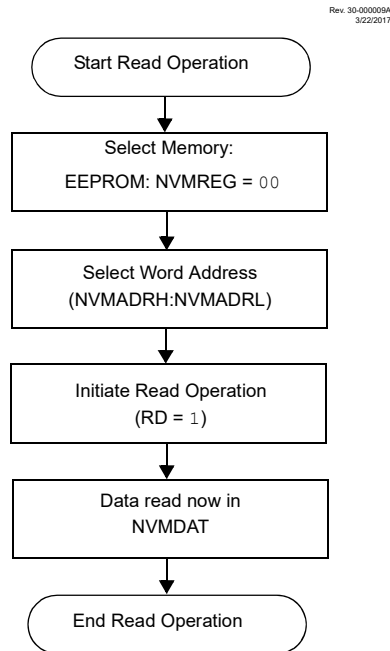 Rev. 30-000009A
3/22/2017
Start Read Operation
Select Memory:
EEPROM: NVMREG = 00
Select Word Address
(NVMADRH:NVMADRL)
Initiate Read Operation
(RD = 1)
Data read now in
NVMDAT
End Read Operation